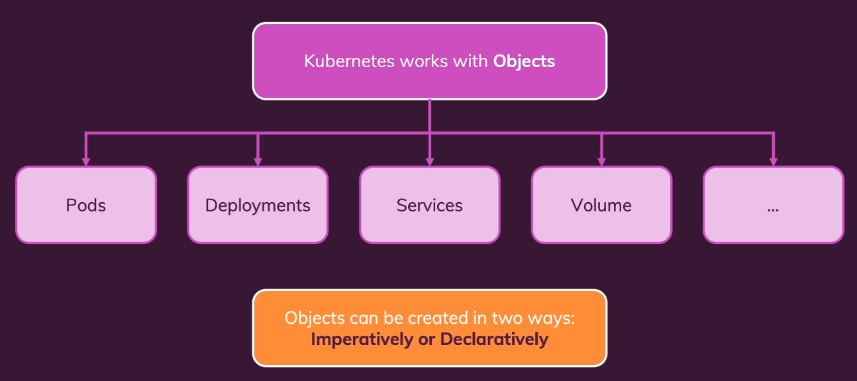 Kubernetes works with Objects
Pods
Deployments
Services
Volume
...
Objects can be created in two ways:
Imperatively or Declaratively